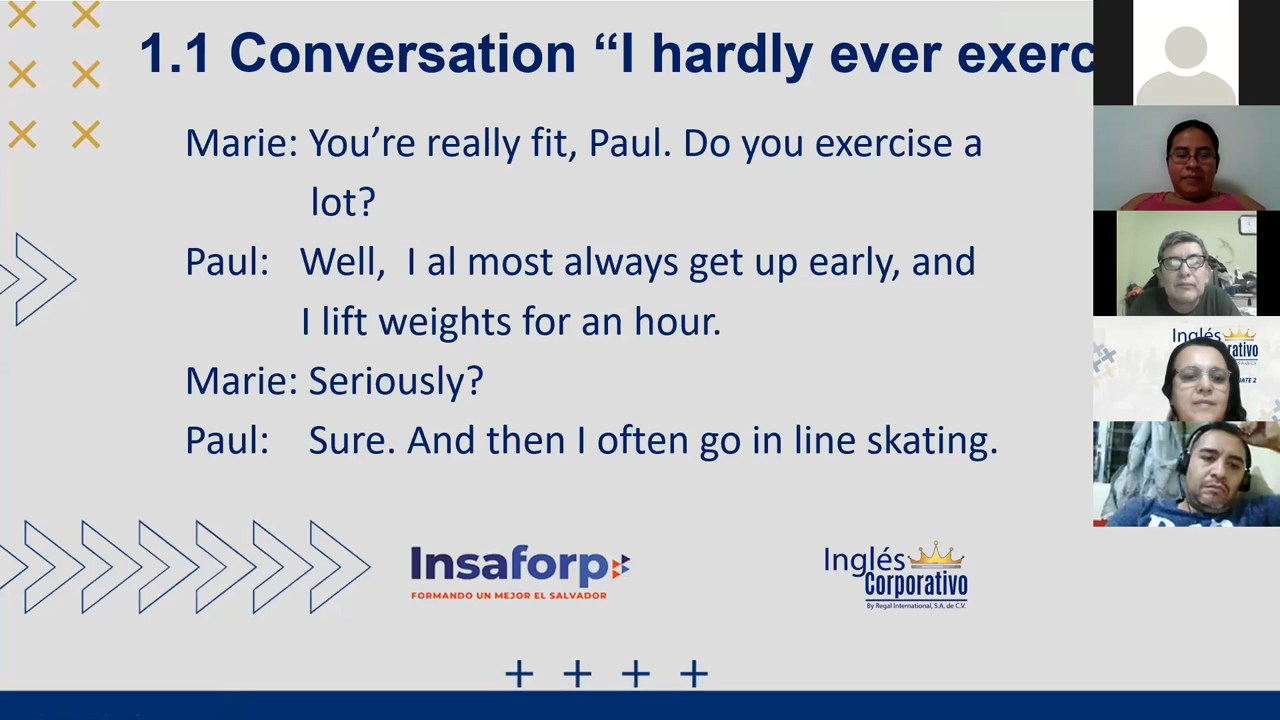 1.1 Conversation “I hardly ever exerc
Marie: You’re really fit, Paul. Do you exercise a
lot?
Paul: Well, I al most always get up early, and
I lift weights for an hour.
Marie: Seriously?
Paul: Sure. And then I often go in line skating.
Insaforp
FORMANDO UN MEJOR EL SALVADOR
Inglés
Corporativo
By Regal International, S.A. de C.V.
Inglés
rativo